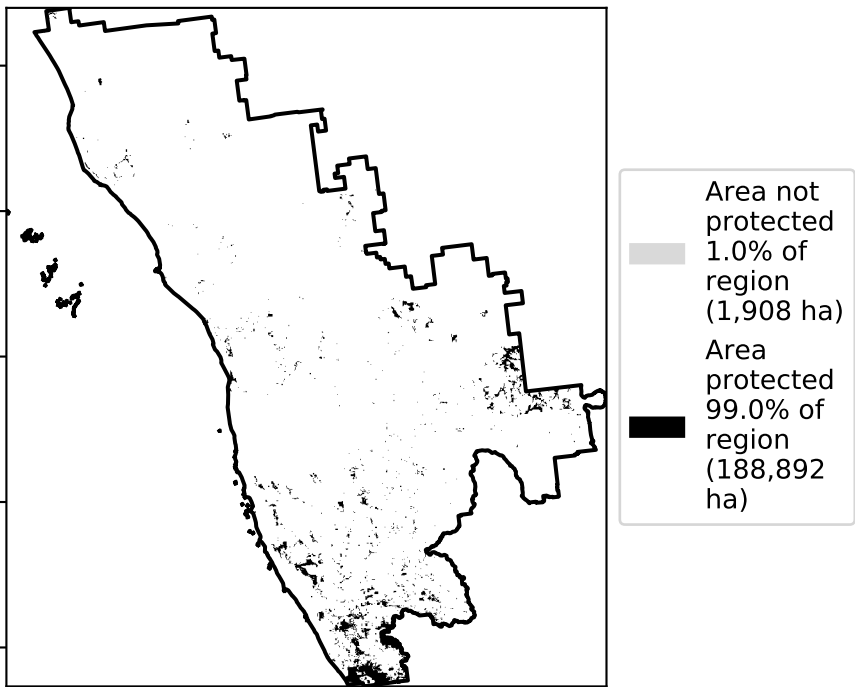 Area not
protected
1.0% of
region
(1,908 ha)
Area
protected
99.0% of
region
(188,892
ha)